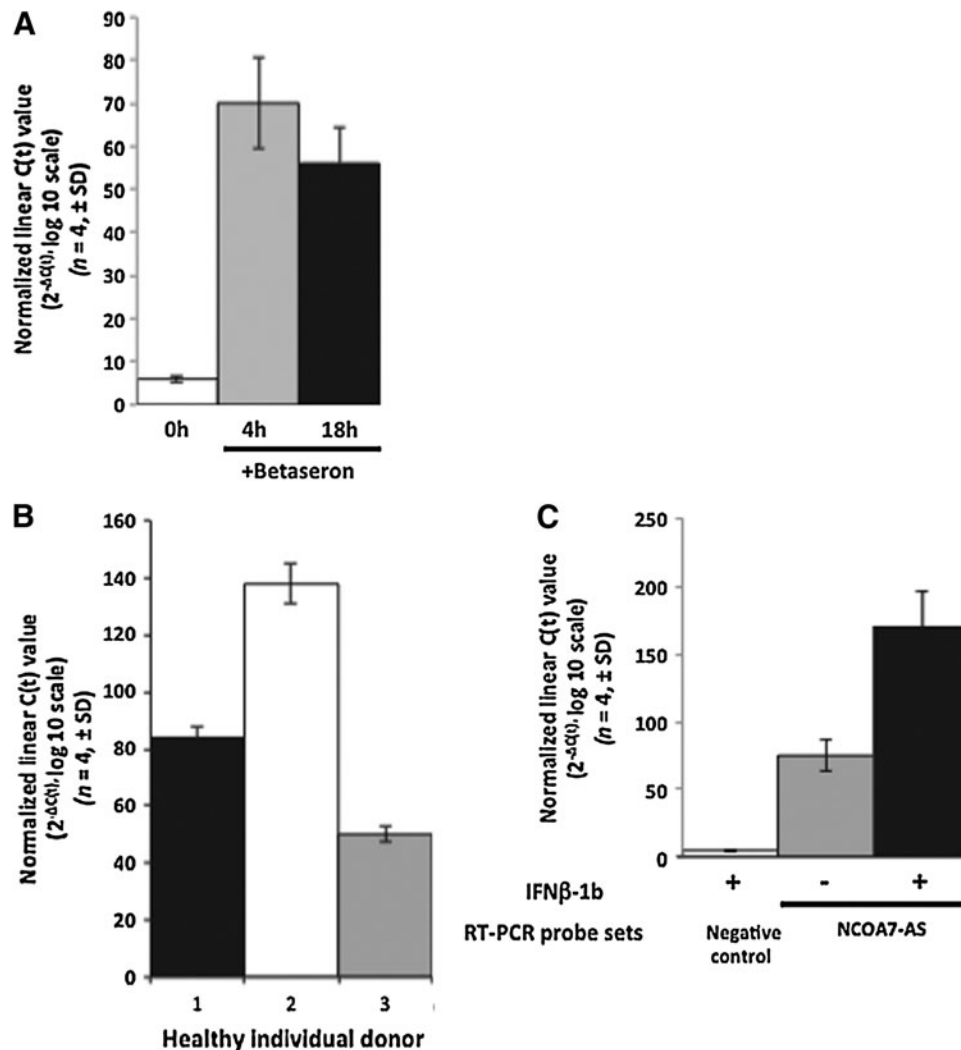 A
Normalized linear C(t) value
(2-ΔC(t), log 10 scale)
(n = 4, ± SD)
90
80
70
60
50
40
30
20
10
0
0h 4h 18h
+Betaseron
B
Normalized linear C(t) value
(2-ΔC(t), log 10 scale)
(n = 4, ± SD)
160
140
120
100
80
60
40
20
0
1 2 3
Healthy individual donor
C
Normalized linear C(t) value
(2-ΔC(t), log 10 scale)
(n = 4, ± SD)
250
200
150
100
50
0
IFNβ-1b + - +
RT-PCR probe sets Negative control NCOA7-AS